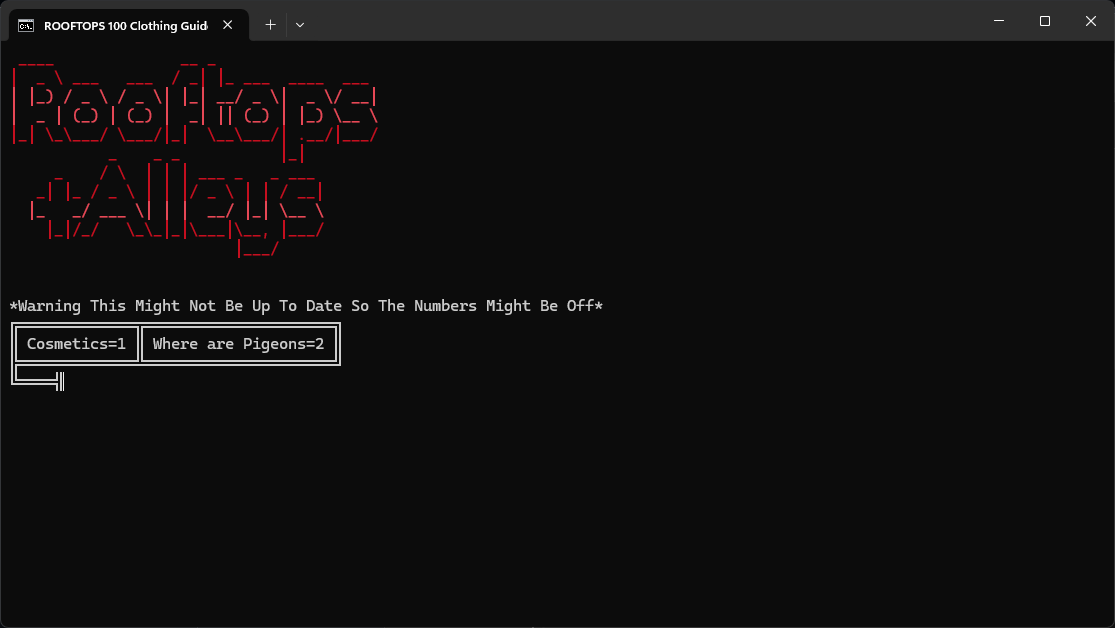 ROOFTOPS 100 Clothing Guid
Rooftops
+Alleys
*Warning This Might Not Be Up To Date So The Numbers Might Be Off*
Cosmetics=1 Where are Pigeons=2